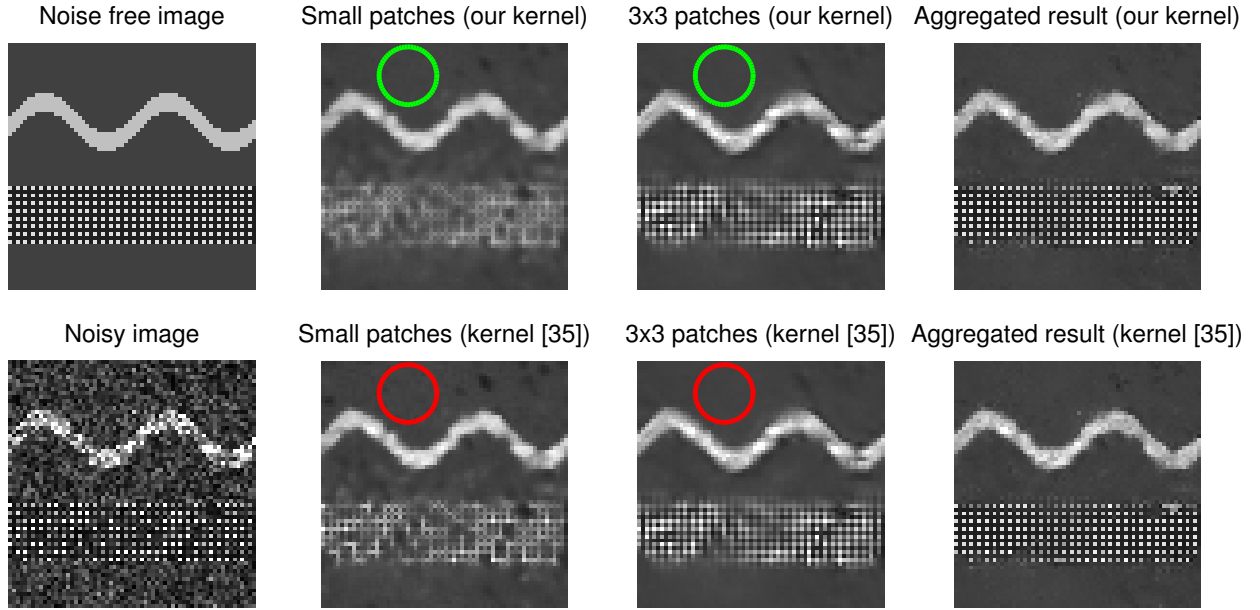 Noise free image
Small patches (our kernel)
3x3 patches (our kernel)
Aggregated result (our kernel)
Noisy image
Small patches (kernel [35])
3x3 patches (kernel [35])
Aggregated result (kernel [35])